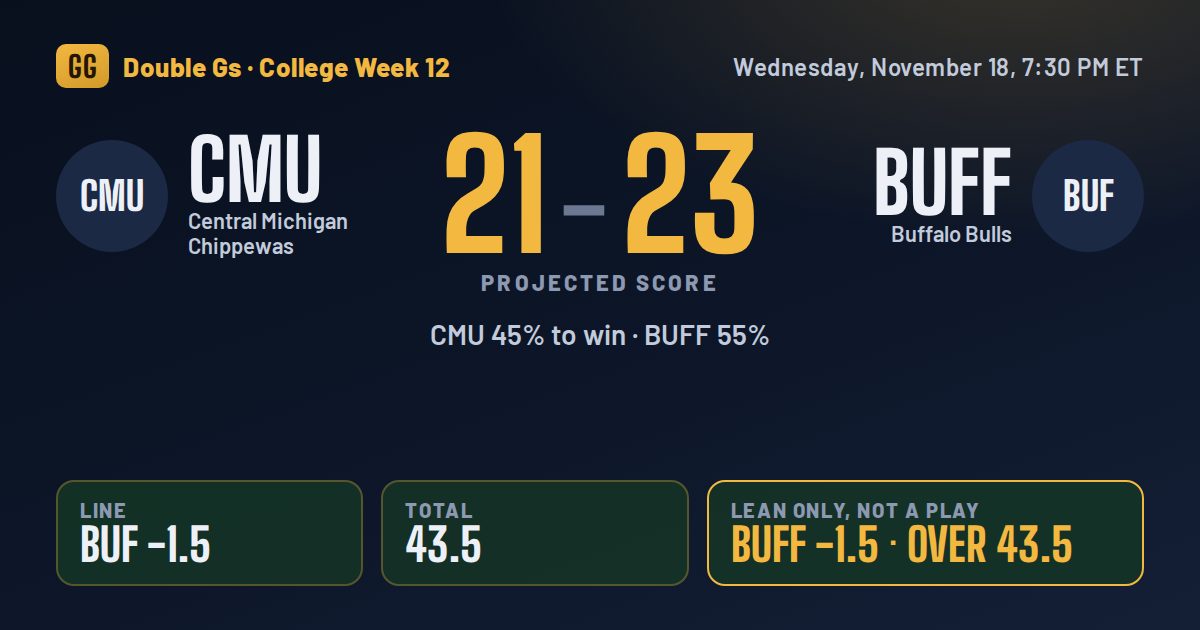 GG Double Gs · College Week 12
Wednesday, November 18, 7:30 PM ET
CMU
CMU
Central Michigan
Chippewas
21 – 23
PROJECTED SCORE
CMU 45% to win · BUFF 55%
BUFF
Buffalo Bulls
BUF
LINE
BUF −1.5
TOTAL
43.5
LEAN ONLY, NOT A PLAY
BUFF −1.5 · OVER 43.5